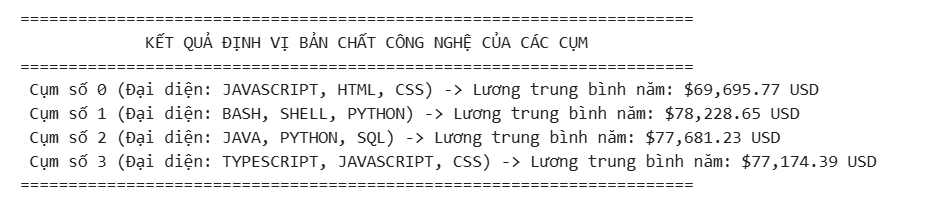 ======================================================================
KẾT QUẢ ĐỊNH VỊ BẢN CHẤT CÔNG NGHỆ CỦA CÁC CỤM
======================================================================
Cụm số 0 (Đại diện: JAVASCRIPT, HTML, CSS) -> Lương trung bình năm: $69,695.77 USD
Cụm số 1 (Đại diện: BASH, SHELL, PYTHON) -> Lương trung bình năm: $78,228.65 USD
Cụm số 2 (Đại diện: JAVA, PYTHON, SQL) -> Lương trung bình năm: $77,681.23 USD
Cụm số 3 (Đại diện: TYPESCRIPT, JAVASCRIPT, CSS) -> Lương trung bình năm: $77,174.39 USD
======================================================================